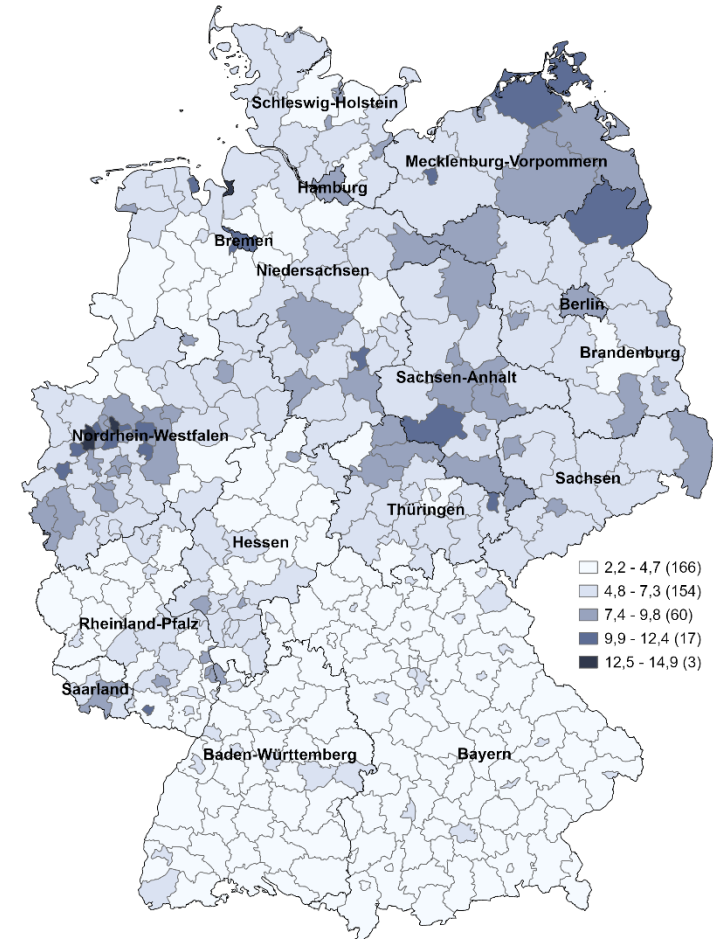 Schleswig-Holstein
Mecklenburg-Vorpommern
Hamburg
Bremen
Niedersachsen
Berlin
Brandenburg
Sachsen-Anhalt
Nordrhein-Westfalen
Sachsen
Thüringen
Hessen
Rheinland-Pfalz
Saarland
Baden-Württemberg
Bayern
2,2 - 4,7 (166)
4,8 - 7,3 (154)
7,4 - 9,8 (60)
9,9 - 12,4 (17)
12,5 - 14,9 (3)